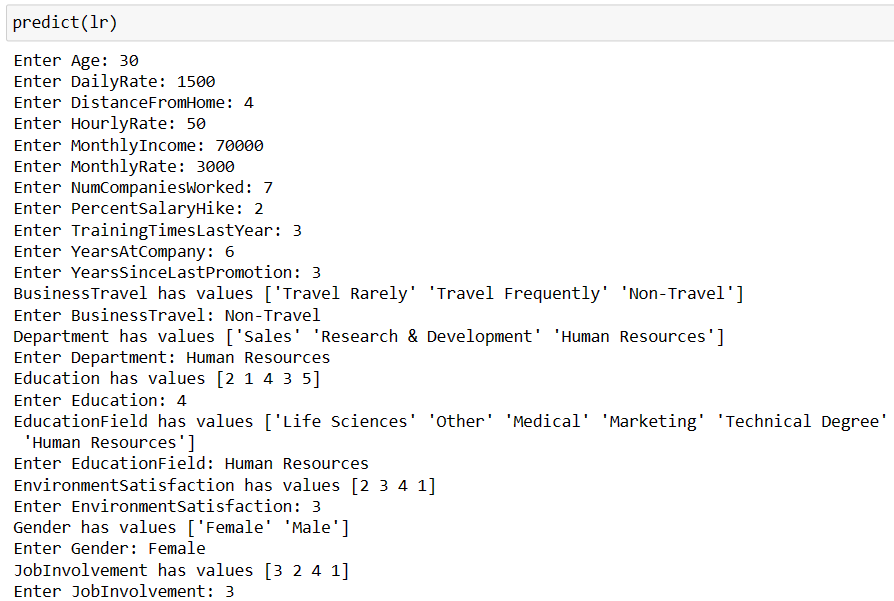 predict(lr)
Enter Age: 30
Enter DailyRate: 1500
Enter DistanceFromHome: 4
Enter HourlyRate: 50
Enter MonthlyIncome: 70000
Enter MonthlyRate: 3000
Enter NumCompaniesWorked: 7
Enter PercentSalaryHike: 2
Enter TrainingTimesLastYear: 3
Enter YearsAtCompany: 6
Enter YearsSinceLastPromotion: 3
BusinessTravel has values ['Travel Rarely' 'Travel Frequently' 'Non-Travel']
Enter BusinessTravel: Non-Travel
Department has values ['Sales' 'Research & Development' 'Human Resources']
Enter Department: Human Resources
Education has values [2 1 4 3 5]
Enter Education: 4
EducationField has values ['Life Sciences' 'Other' 'Medical' 'Marketing' 'Technical Degree'
 'Human Resources']
Enter EducationField: Human Resources
EnvironmentSatisfaction has values [2 3 4 1]
Enter EnvironmentSatisfaction: 3
Gender has values ['Female' 'Male']
Enter Gender: Female
JobInvolvement has values [3 2 4 1]
Enter JobInvolvement: 3